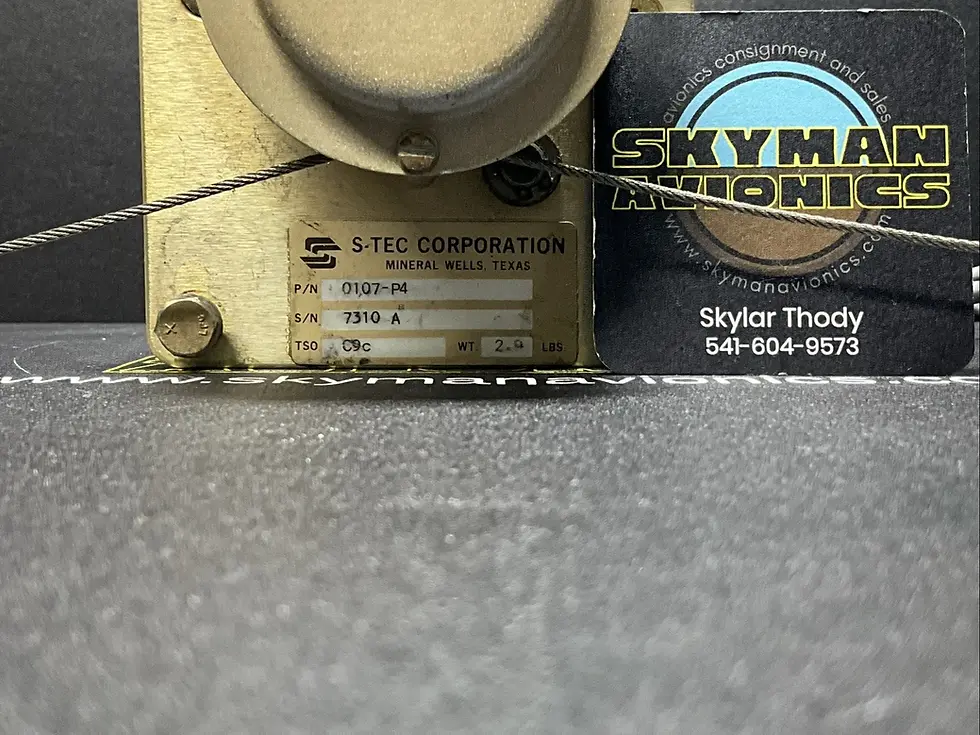 avionics consignment and sales
SKYMAN
AVIONICS
www.skymanavionics.com
Skylar Thody
541-604-9573
S-TEC CORPORATION
MINERAL WELLS, TEXAS
P/N 0107-P4
S/N 7310 A
TSO C9c WT. 2.9 LBS
www.skymanavionics.c